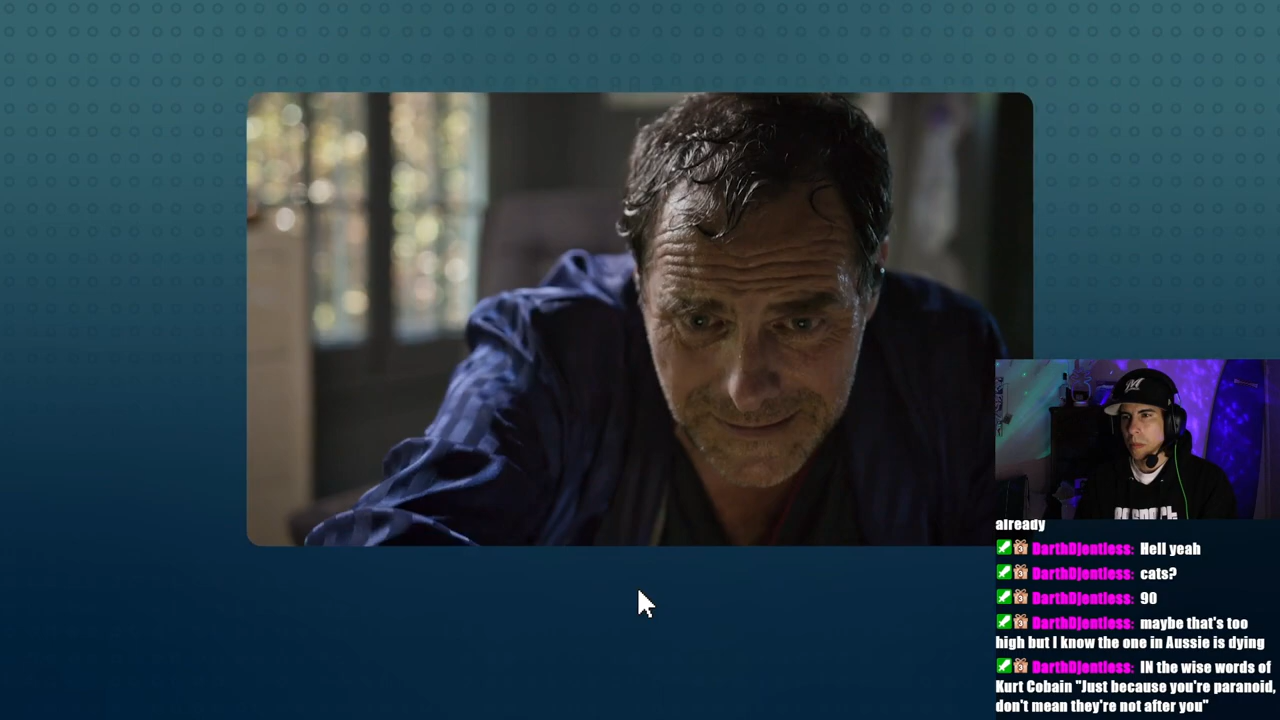 already
DarthDjentless: Hell yeah
DarthDjentless: cats?
DarthDjentless: 90
DarthDjentless: maybe that's too
high but I know the one in Aussie is dying
DarthDjentless: IN the wise words of
Kurt Cobain "Just because you're paranoid,
don't mean they're not after you"